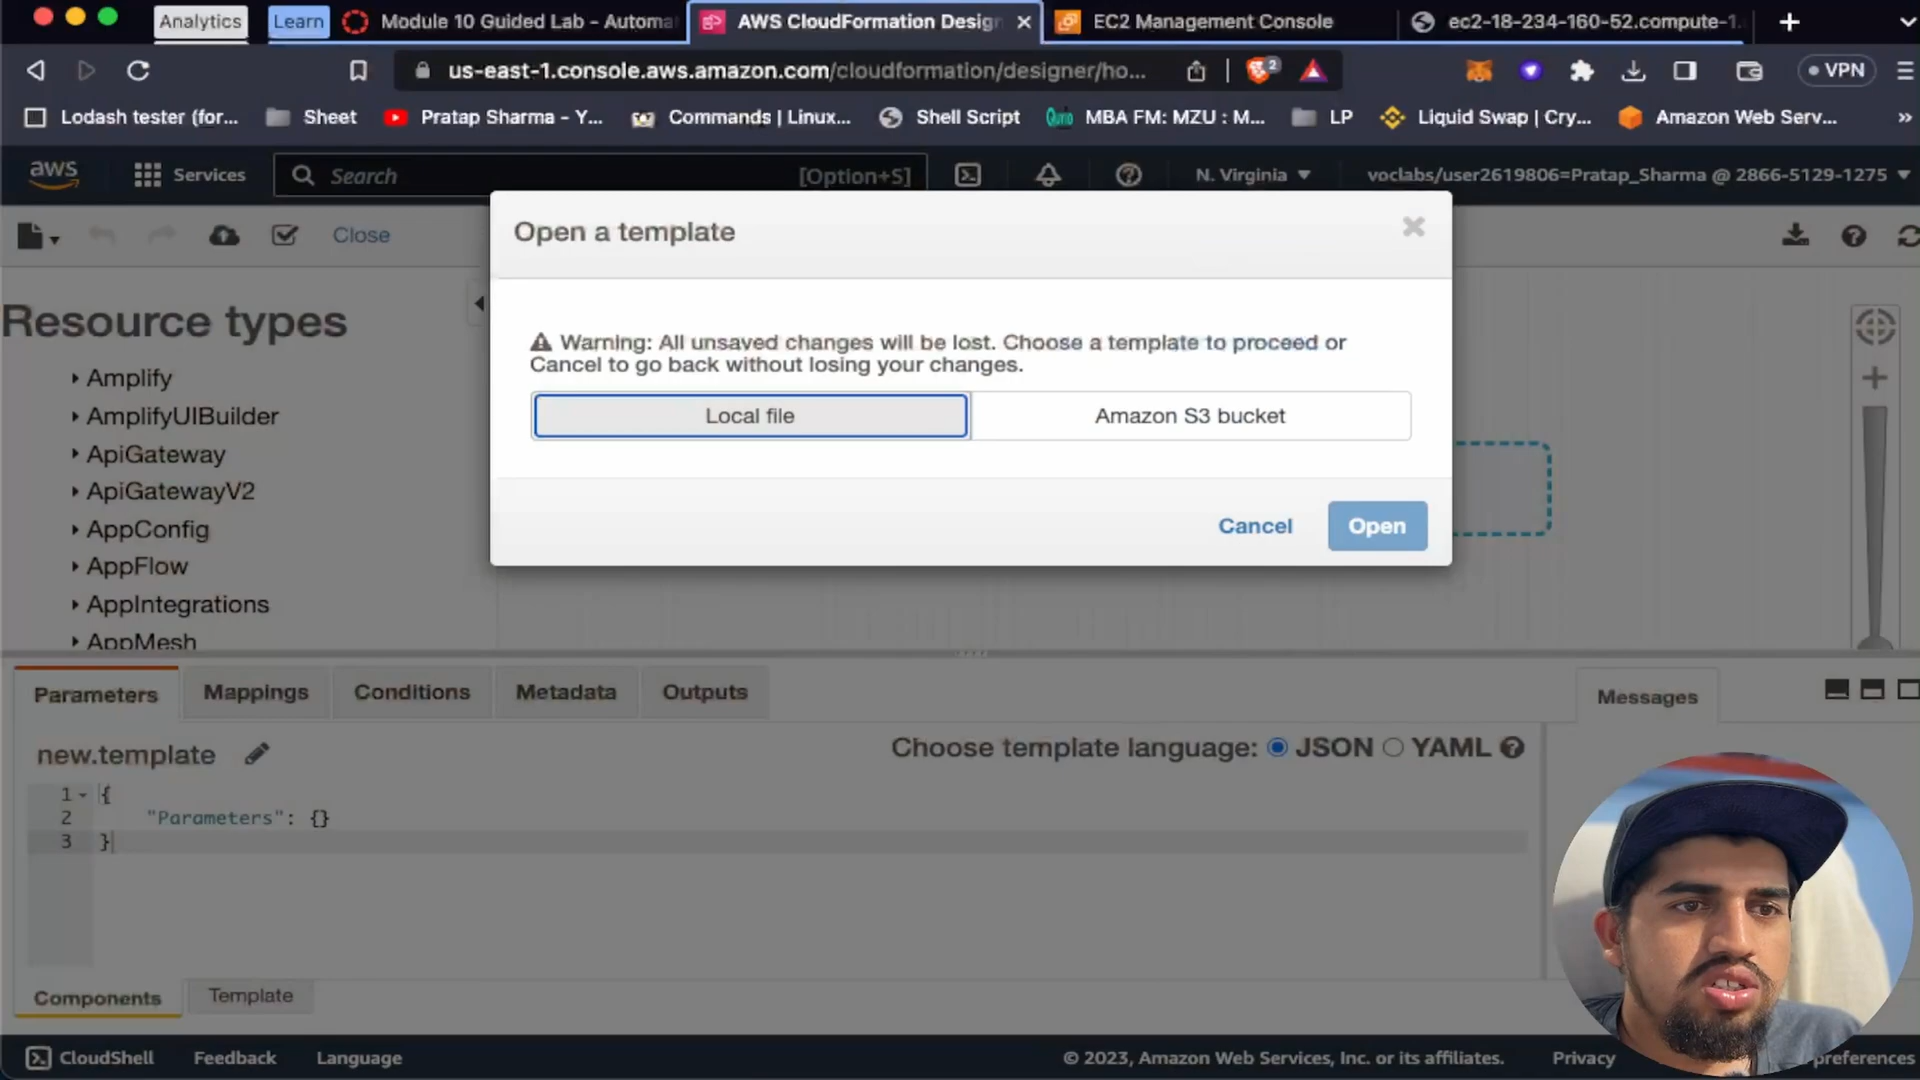 Analytics
Learn
Module 10 Guided Lab - Automa
AWS CloudFormation Desig
EC2 Management Console
ec2-18-234-160-52.compute-1.
us-east-1.console.aws.amazon.com/cloudformation/designer/ho...
2
VPN
Lodash tester (for...
Sheet
Pratap Sharma - Y...
Commands | Linux...
Shell Script
MBA FM: MZU : M...
LP
Liquid Swap | Cry...
Amazon Web Serv...
»
aws
Services
Search
[Option+S]
N. Virginia
voclabs/user2619806=Pratap_Sharma @ 2866-5129-1275
Close
Open a template
Warning: All unsaved changes will be lost. Choose a template to proceed or
Cancel to go back without losing your changes.
Local file
Amazon S3 bucket
Cancel
Open
Resource types
Amplify
AmplifyUIBuilder
ApiGateway
ApiGatewayV2
AppConfig
AppFlow
AppIntegrations
AppMesh
Parameters
Mappings
Conditions
Metadata
Outputs
Messages
new.template
Choose template language: JSON YAML
1 {
2 "Parameters": {}
3 }
Components
Template
CloudShell
Feedback
Language
© 2023, Amazon Web Services, Inc. or its affiliates.
Privacy
preferences